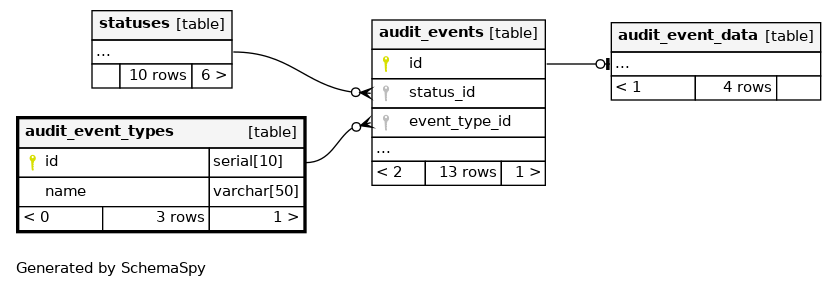 statuses [table]
...
10 rows 6 >
audit_event_types [table]
id serial[10]
name varchar[50]
< 0 3 rows 1 >
audit_events [table]
id
status_id
event_type_id
...
< 2 13 rows 1 >
audit_event_data [table]
...
< 1 4 rows
Generated by SchemaSpy